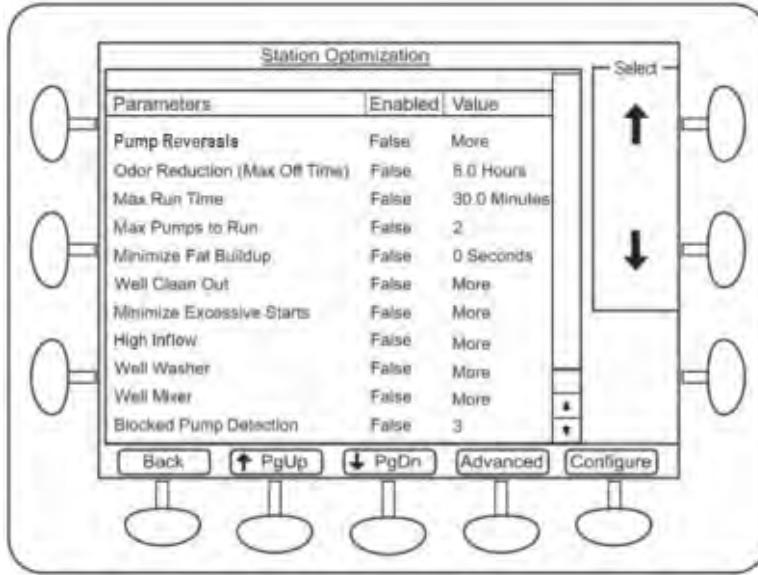 Station Optimization
Select
Parameters Enabled Value
Pump Reversals False More
Odor Reduction (Max Off Time) False 6.0 Hours
Max Run Time False 30.0 Minutes
Max Pumps to Run False 2
Minimize Fat Buildup False 0 Seconds
Well Clean Out False More
Minimize Excessive Starts False More
High Inflow False More
Well Washer False More
Well Mixer False More
Blocked Pump Detection False 3
Back PgUp PgDn Advanced Configure